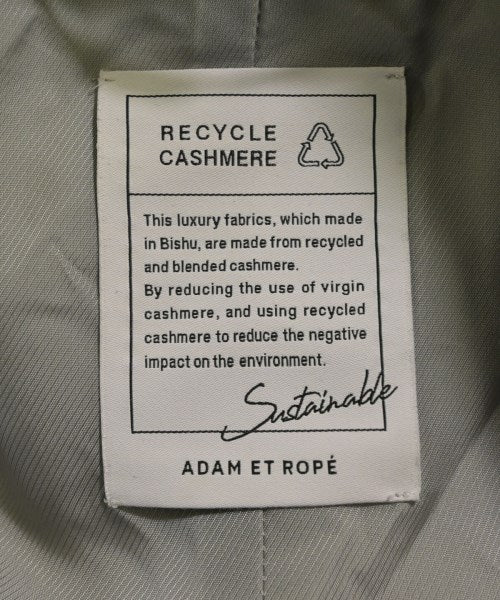 RECYCLE
CASHMERE
This luxury fabrics, which made
in Bishu, are made from recycled
and blended cashmere.
By reducing the use of virgin
cashmere, and using recycled
cashmere to reduce the negative
impact on the environment.
Sustainable
ADAM ET ROPÉ